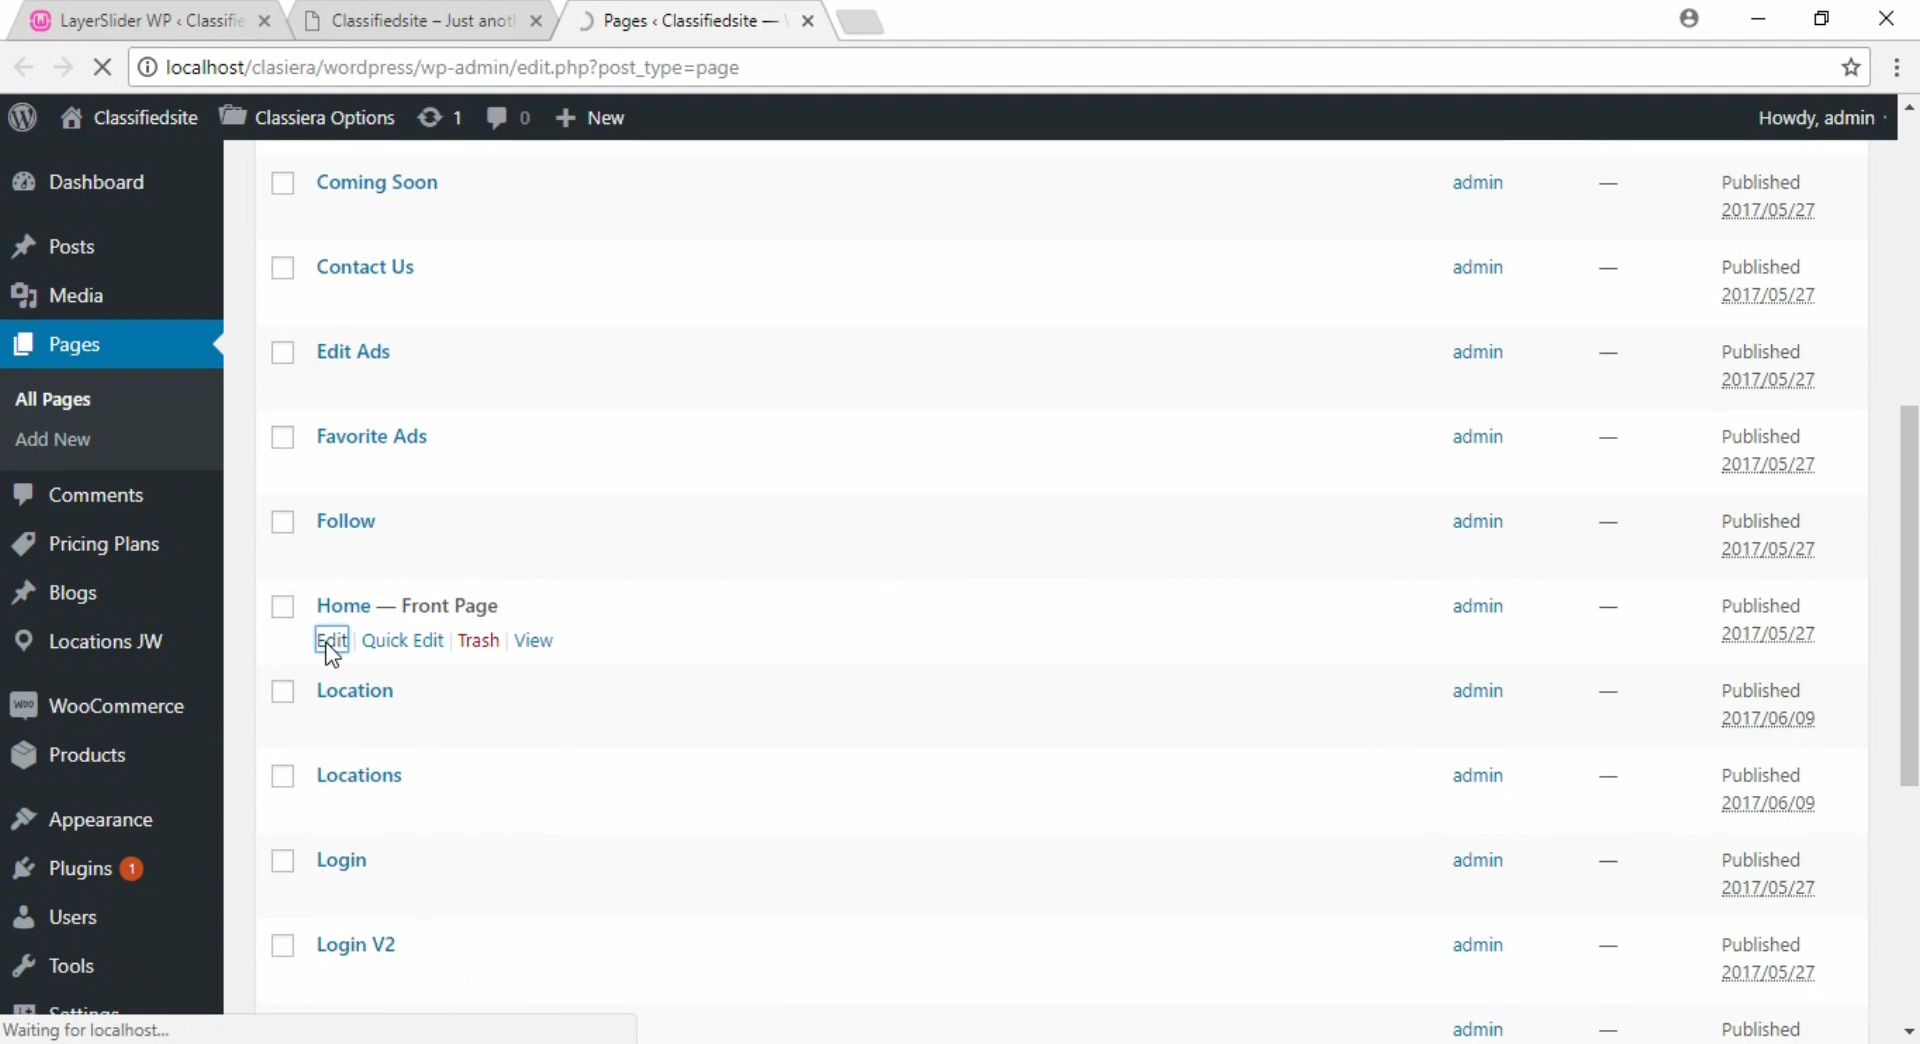 LayerSlider WP ‹ Classifie
Classifiedsite – Just anot
Pages ‹ Classifiedsite —
localhost/clasiera/wordpress/wp-admin/edit.php?post_type=page
Classifiedsite
Classiera Options
1
0
+ New
Howdy, admin
Dashboard
Posts
Media
Pages
All Pages
Add New
Comments
Pricing Plans
Blogs
Locations JW
WooCommerce
Products
Appearance
Plugins 1
Users
Tools
Settings
Coming Soon admin — Published
2017/05/27
Contact Us admin — Published
2017/05/27
Edit Ads admin — Published
2017/05/27
Favorite Ads admin — Published
2017/05/27
Follow admin — Published
2017/05/27
Home — Front Page admin — Published
Edit | Quick Edit | Trash | View 2017/05/27
Location admin — Published
2017/06/09
Locations admin — Published
2017/06/09
Login admin — Published
2017/05/27
Login V2 admin — Published
2017/05/27
admin — Published
Waiting for localhost...